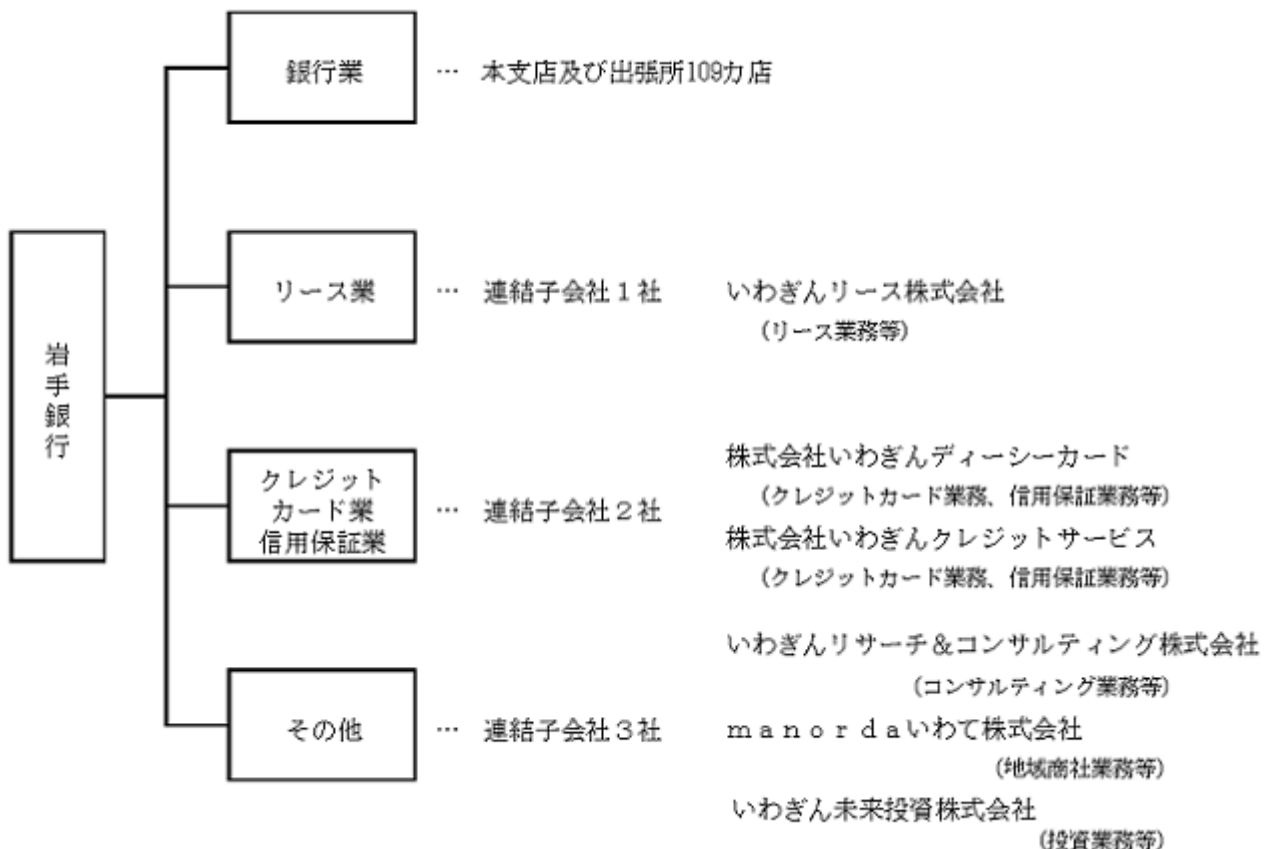 岩手銀行
銀行業 … 本支店及び出張所109カ店
リース業 … 連結子会社1社 いわぎんリース株式会社
(リース業務等)
クレジット
カード業
信用保証業 … 連結子会社2社
株式会社いわぎんディーシーカード
(クレジットカード業務、信用保証業務等)
株式会社いわぎんクレジットサービス
(クレジットカード業務、信用保証業務等)
その他 … 連結子会社3社
いわぎんリサーチ&コンサルティング株式会社
(コンサルティング業務等)
manordaいわて株式会社
(地域商社業務等)
いわぎん未来投資株式会社
(投資業務等)